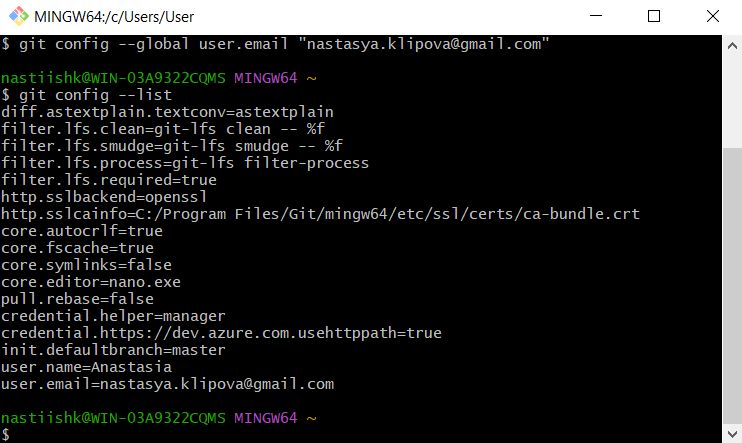 MINGW64:/c/Users/User
$ git config --global user.email "nastasya.klipova@gmail.com"
nastiishk@WIN-O3A9322CQMS MINGW64 ~
$ git config --list
diff.astextplain.textconv=astextplain
filter.lfs.clean=git-lfs clean -- %f
filter.lfs.smudge=git-lfs smudge -- %f
filter.lfs.process=git-lfs filter-process
filter.lfs.required=true
http.sslbackend=openssl
http.sslcainfo=C:/Program Files/Git/mingw64/etc/ssl/certs/ca-bundle.crt
core.autocrlf=true
core.fscache=true
core.symlinks=false
core.editor=nano.exe
pull.rebase=false
credential.helper=manager
credential.https://dev.azure.com.usehttppath=true
init.defaultbranch=master
user.name=Anastasia
user.email=nastasya.klipova@gmail.com
nastiishk@WIN-O3A9322CQMS MINGW64 ~
$